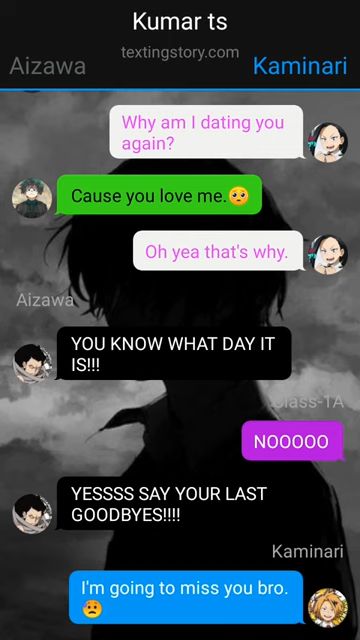 Kumar ts
textingstory.com
Aizawa
Kaminari
Why am I dating you
again?
Cause you love me.🥺
Oh yea that's why.
Aizawa
YOU KNOW WHAT DAY IT
IS!!!
Class-1A
NOOOOO
YESSSS SAY YOUR LAST
GOODBYES!!!!
Kaminari
I'm going to miss you bro.
😥